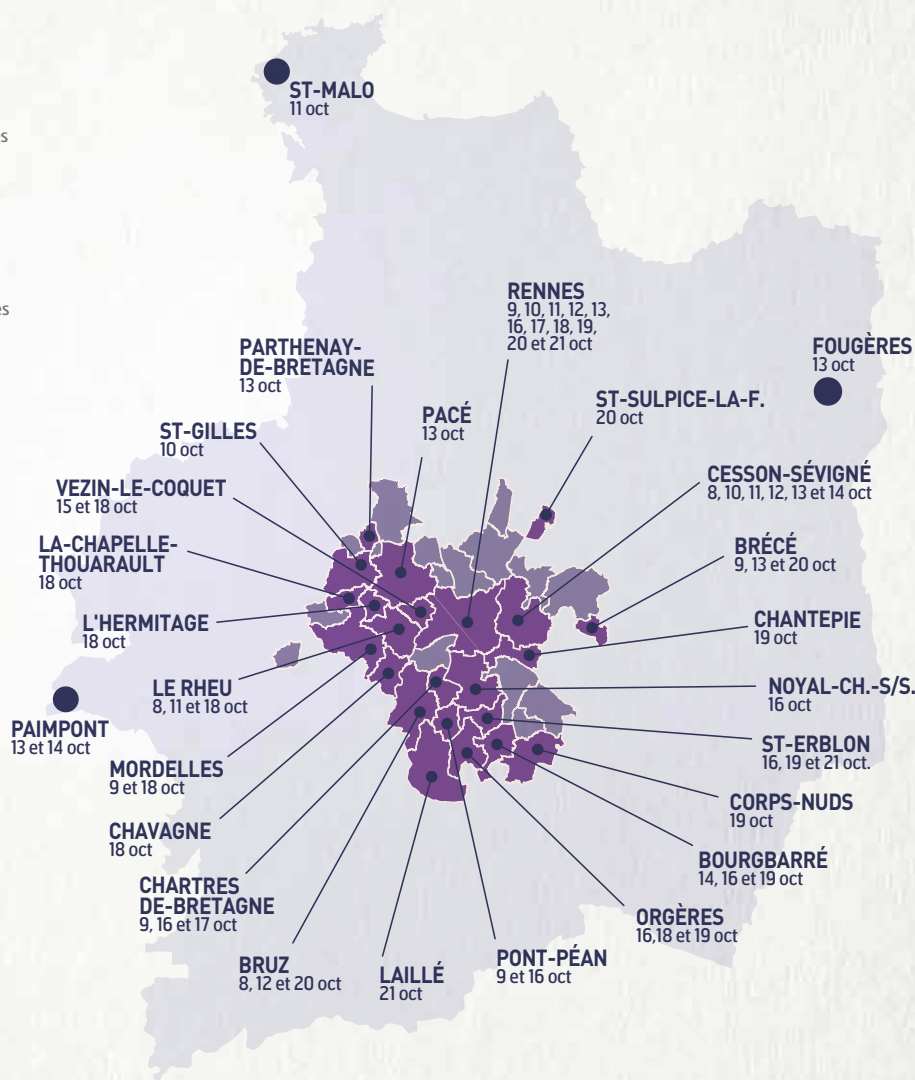 ST-MALO
11 oct
es
es
RENNES
9, 10, 11, 12, 13,
16, 17, 18, 19,
20 et 21 oct
PARTHENAY-
DE-BRETAGNE
13 oct
FOUGÈRES
13 oct
PACÉ
13 oct
ST-SULPICE-LA-F.
20 oct
ST-GILLES
10 oct
VEZIN-LE-COQUET
15 et 18 oct
CESSON-SÉVIGNÉ
8, 10, 11, 12, 13 et 14 oct
LA-CHAPELLE-
THOUARAULT
18 oct
BRÉCÉ
9, 13 et 20 oct
L'HERMITAGE
18 oct
CHANTEPIE
19 oct
LE RHEU
8, 11 et 18 oct
NOYAL-CH.-S/S.
16 oct
PAIMPONT
13 et 14 oct
ST-ERBLON
16, 19 et 21 oct.
MORDELLES
9 et 18 oct
CORPS-NUDS
19 oct
CHAVAGNE
18 oct
BOURGBARRÉ
14, 16 et 19 oct
CHARTRES
DE-BRETAGNE
9, 16 et 17 oct
ORGÈRES
16,18 et 19 oct
BRUZ
8, 12 et 20 oct
LAILLÉ
21 oct
PONT-PÉAN
9 et 16 oct